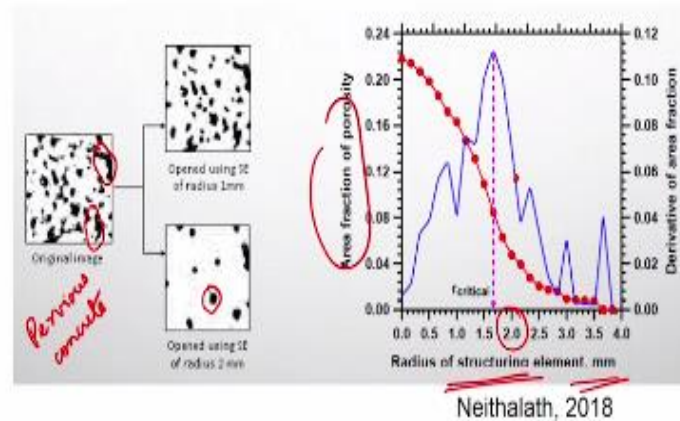 Original image
Pervious
concrete
Opened using SE
of radius 1mm
Opened using SE
of radius 2 mm
Area fraction of porosity
0.24
0.20
0.16
0.12
0.08
0.04
0.00
0.12
0.10
0.08
0.06
0.04
0.02
0.00
Derivative of area fraction
rcritical
0.0 0.5 1.0 1.5 2.0 2.5 3.0 3.5 4.0
Radius of structuring element, mm
Neithalath, 2018